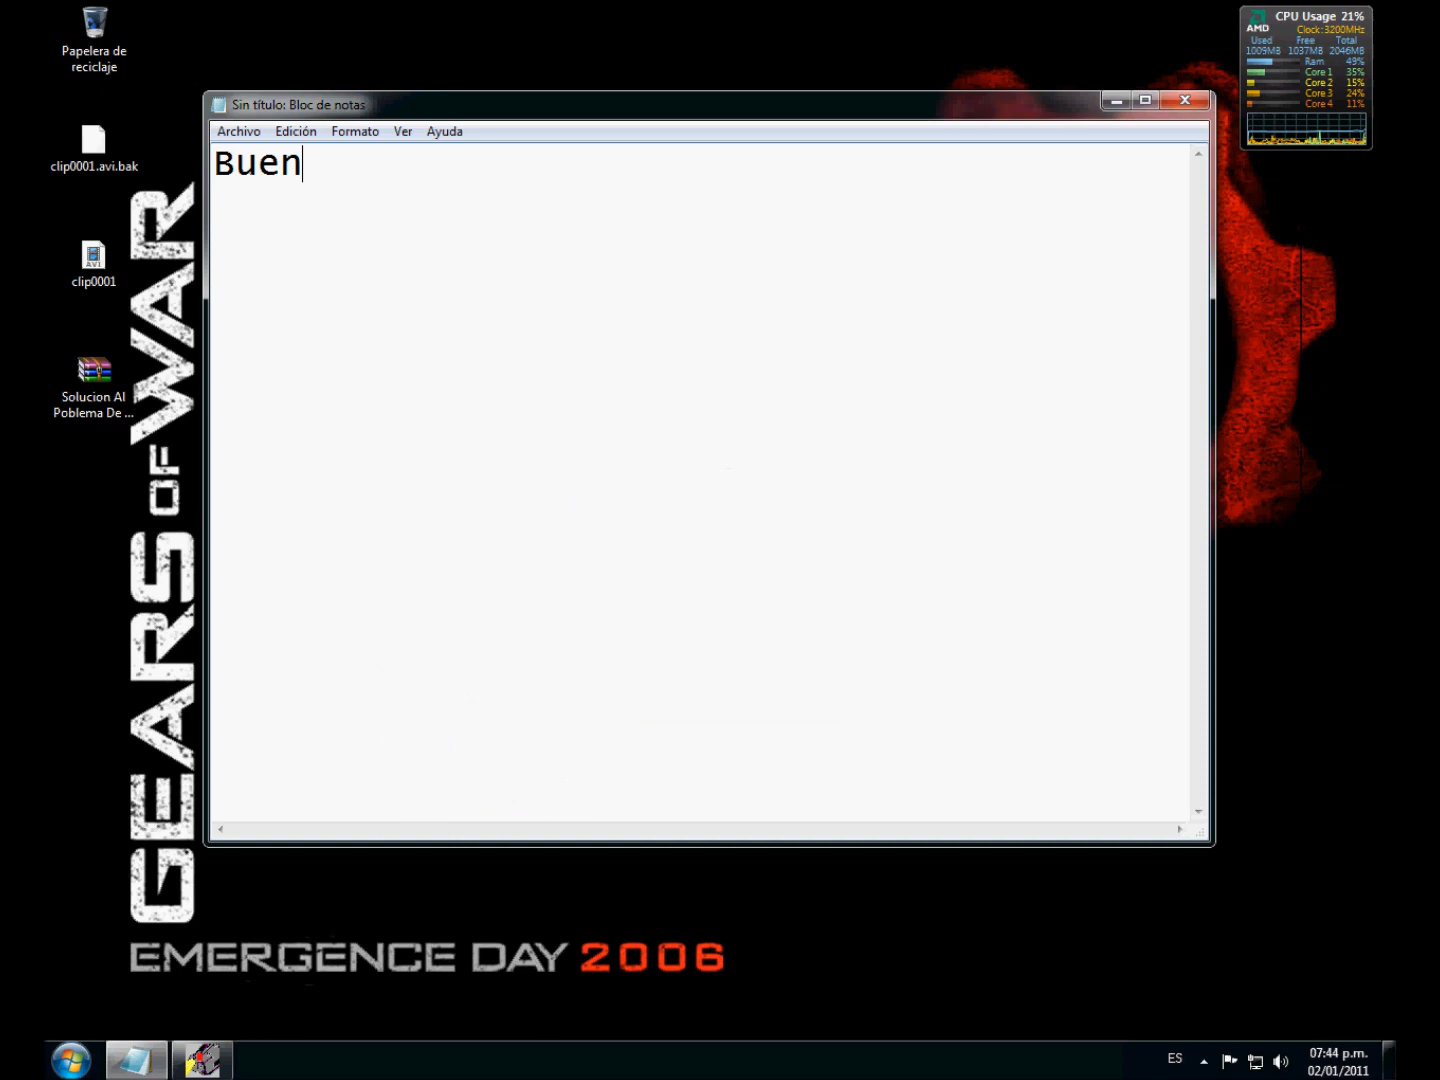 Papelera de
reciclaje
clip0001.avi.bak
AVI
clip0001
Solucion Al
Poblema De ...
GEARS OF WAR
EMERGENCE DAY 2006
Sin título: Bloc de notas
Archivo Edición Formato Ver Ayuda
Buen
AMD
CPU Usage 21%
Clock: 3200MHz
Used Free Total
1009MB 1037MB 2046MB
Ram 49%
Core 1 35%
Core 2 15%
Core 3 24%
Core 4 11%
ES
07:44 p.m.
02/01/2011